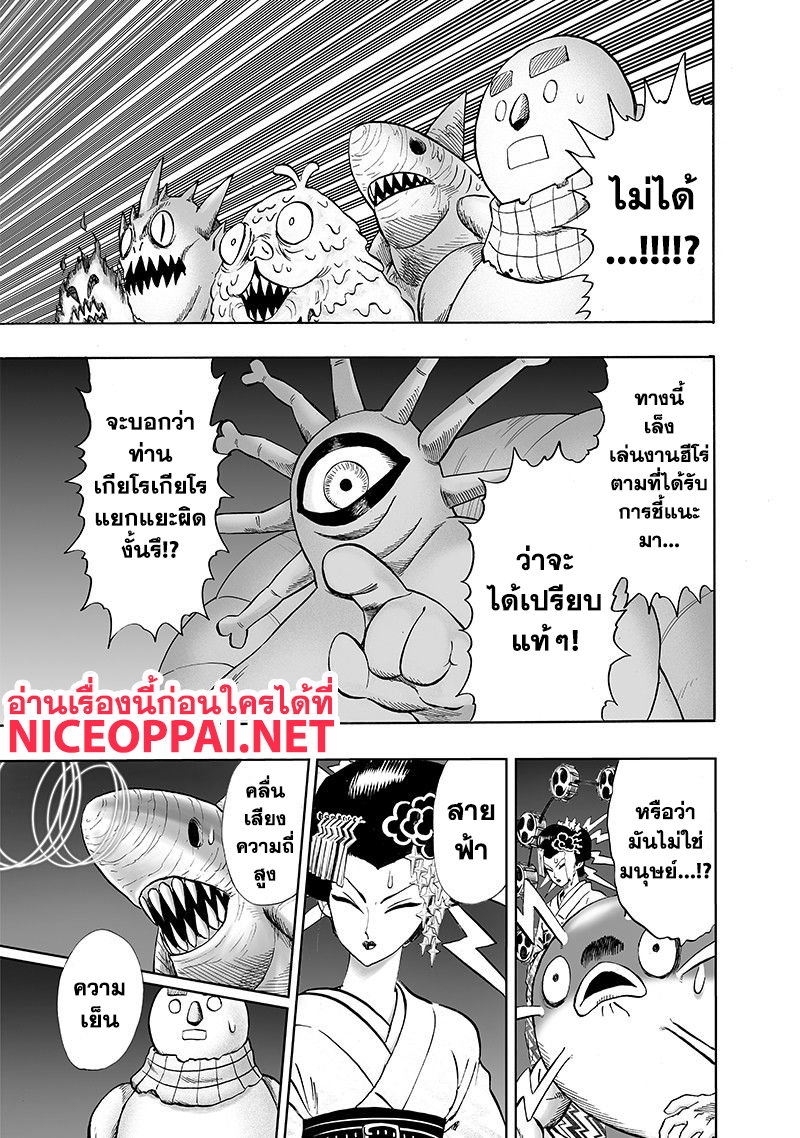 ไม่ได้
...!!!!?
ทางนี้
เล็ง
เล่นงานฮีโร่
ตามที่ได้รับ
การชี้แนะ
มา...
ว่าจะ
ได้เปรียบ
แท้ๆ!
จะบอกว่า
ท่าน
เกียโรเกียโร
แยกแยะผิด
งั้นรึ!?
อ่านเรื่องนี้ก่อนใครได้ที่
NICEOPPAI.NET
หรือว่า
มันไม่ใช่
มนุษย์...!?
สาย
ฟ้า
คลื่น
เสียง
ความถี่
สูง
ความ
เย็น